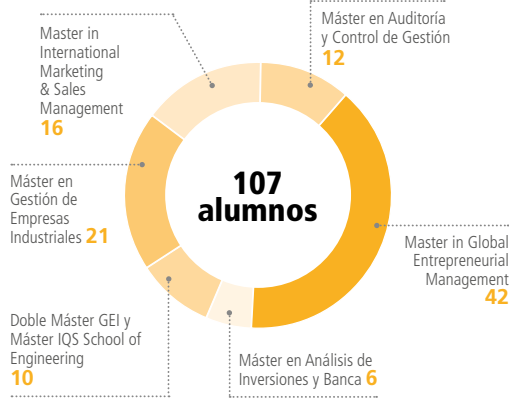 Master in
International
Marketing
& Sales
Management
16
Máster en Auditoría
y Control de Gestión
12
107
alumnos
Máster en
Gestión de
Empresas
Industriales 21
Master in Global
Entrepreneurial
Management
42
Doble Máster GEI y
Máster IQS School of
Engineering
10
Máster en Análisis de
Inversiones y Banca 6